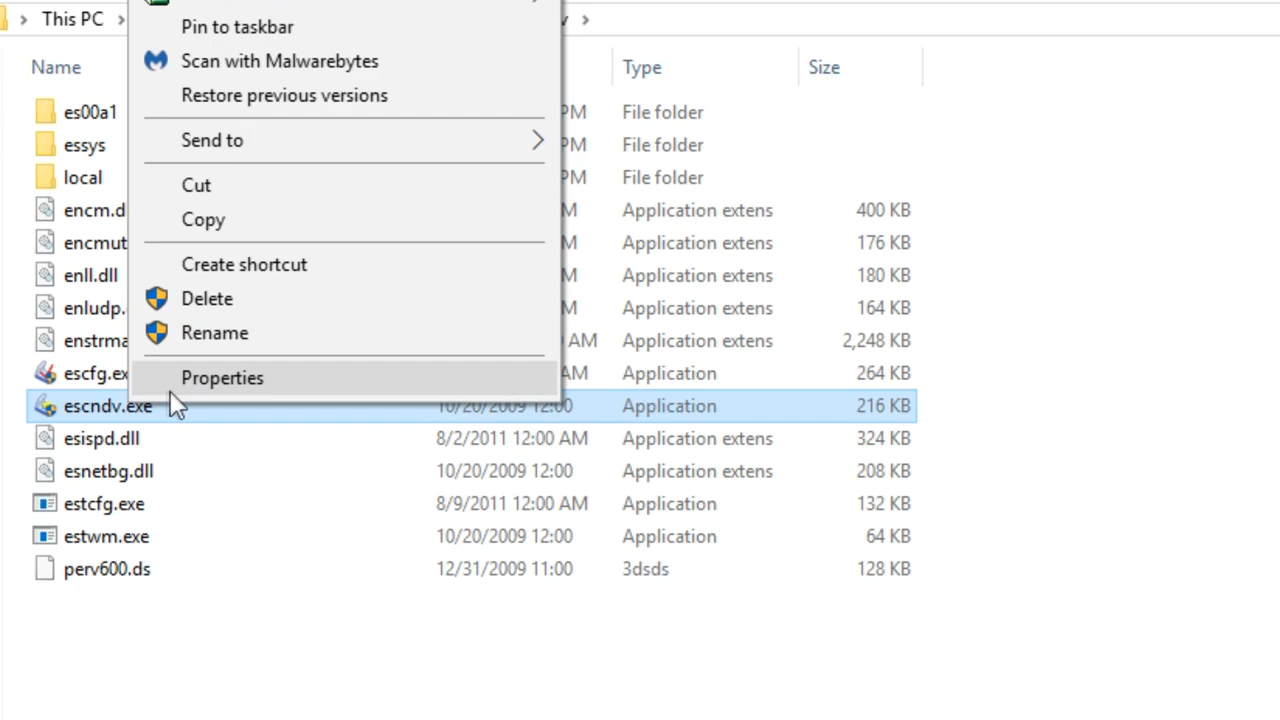 This PC
v
Pin to taskbar
Scan with Malwarebytes
Restore previous versions
Send to
Cut
Copy
Create shortcut
Delete
Rename
Properties
Name Type Size
es00a1 PM File folder
essys PM File folder
local PM File folder
encm.d M Application extens 400 KB
encmut M Application extens 176 KB
enll.dll M Application extens 180 KB
enludp. M Application extens 164 KB
enstrma AM Application extens 2,248 KB
escfg.ex AM Application 264 KB
escndv.exe 10/20/2009 12:00 Application 216 KB
esispd.dll 8/2/2011 12:00 AM Application extens 324 KB
esnetbg.dll 10/20/2009 12:00 Application extens 208 KB
estcfg.exe 8/9/2011 12:00 AM Application 132 KB
estwm.exe 10/20/2009 12:00 Application 64 KB
perv600.ds 12/31/2009 11:00 3dsds 128 KB